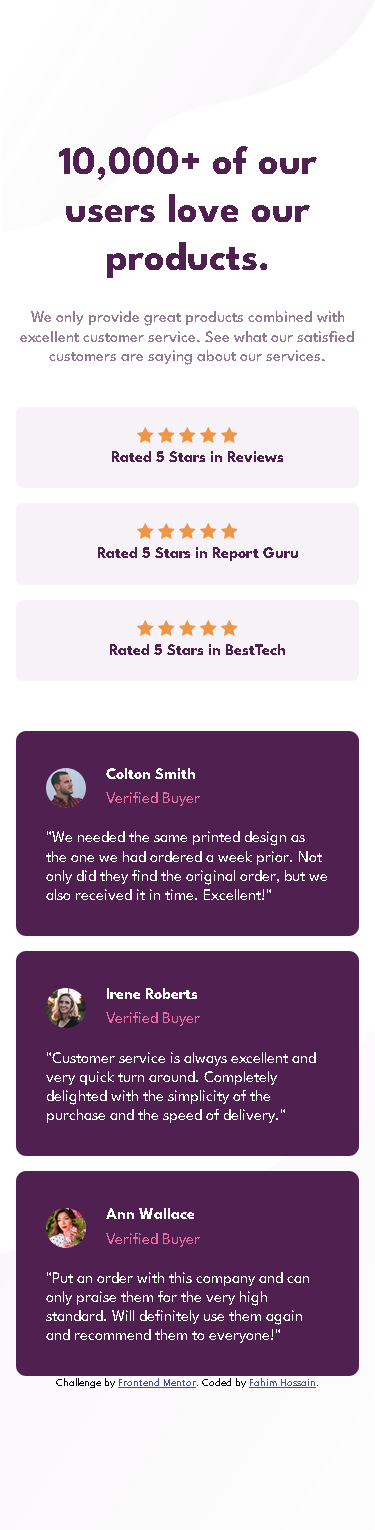 10,000+ of our
users love our
products.
We only provide great products combined with
excellent customer service. See what our satisfied
customers are saying about our services.
Rated 5 Stars in Reviews
Rated 5 Stars in Report Guru
Rated 5 Stars in BestTech
Colton Smith
Verified Buyer
"We needed the same printed design as
the one we had ordered a week prior. Not
only did they find the original order, but we
also received it in time. Excellent!"
Irene Roberts
Verified Buyer
"Customer service is always excellent and
very quick turn around. Completely
delighted with the simplicity of the
purchase and the speed of delivery."
Ann Wallace
Verified Buyer
"Put an order with this company and can
only praise them for the very high
standard. Will definitely use them again
and recommend them to everyone!"
Challenge by Frontend Mentor. Coded by Fahim Hossain.